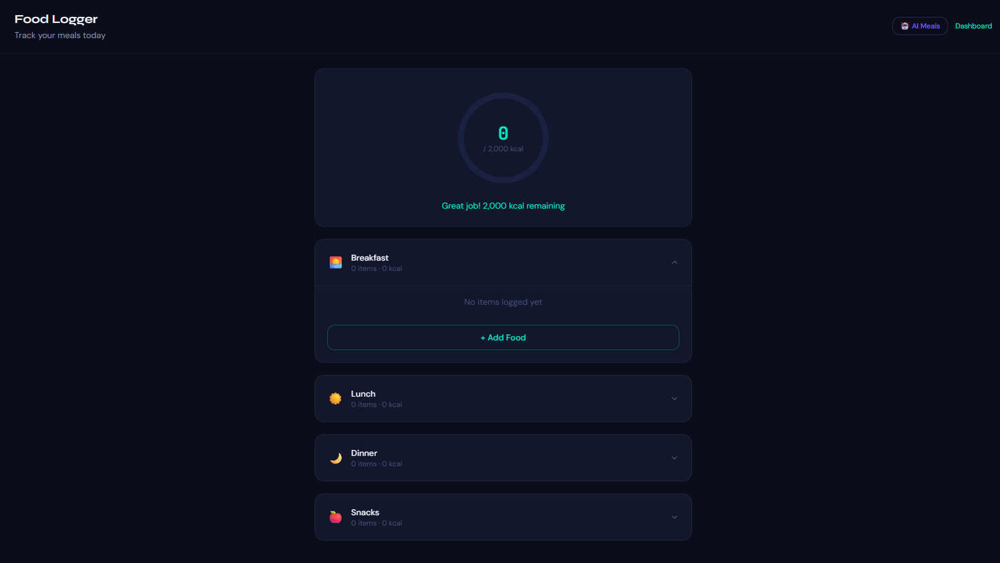 Food Logger
Track your meals today
AI Meals
Dashboard
0
/ 2,000 kcal
Great job! 2,000 kcal remaining
Breakfast
0 items · 0 kcal
No items logged yet
+ Add Food
Lunch
0 items · 0 kcal
Dinner
0 items · 0 kcal
Snacks
0 items · 0 kcal